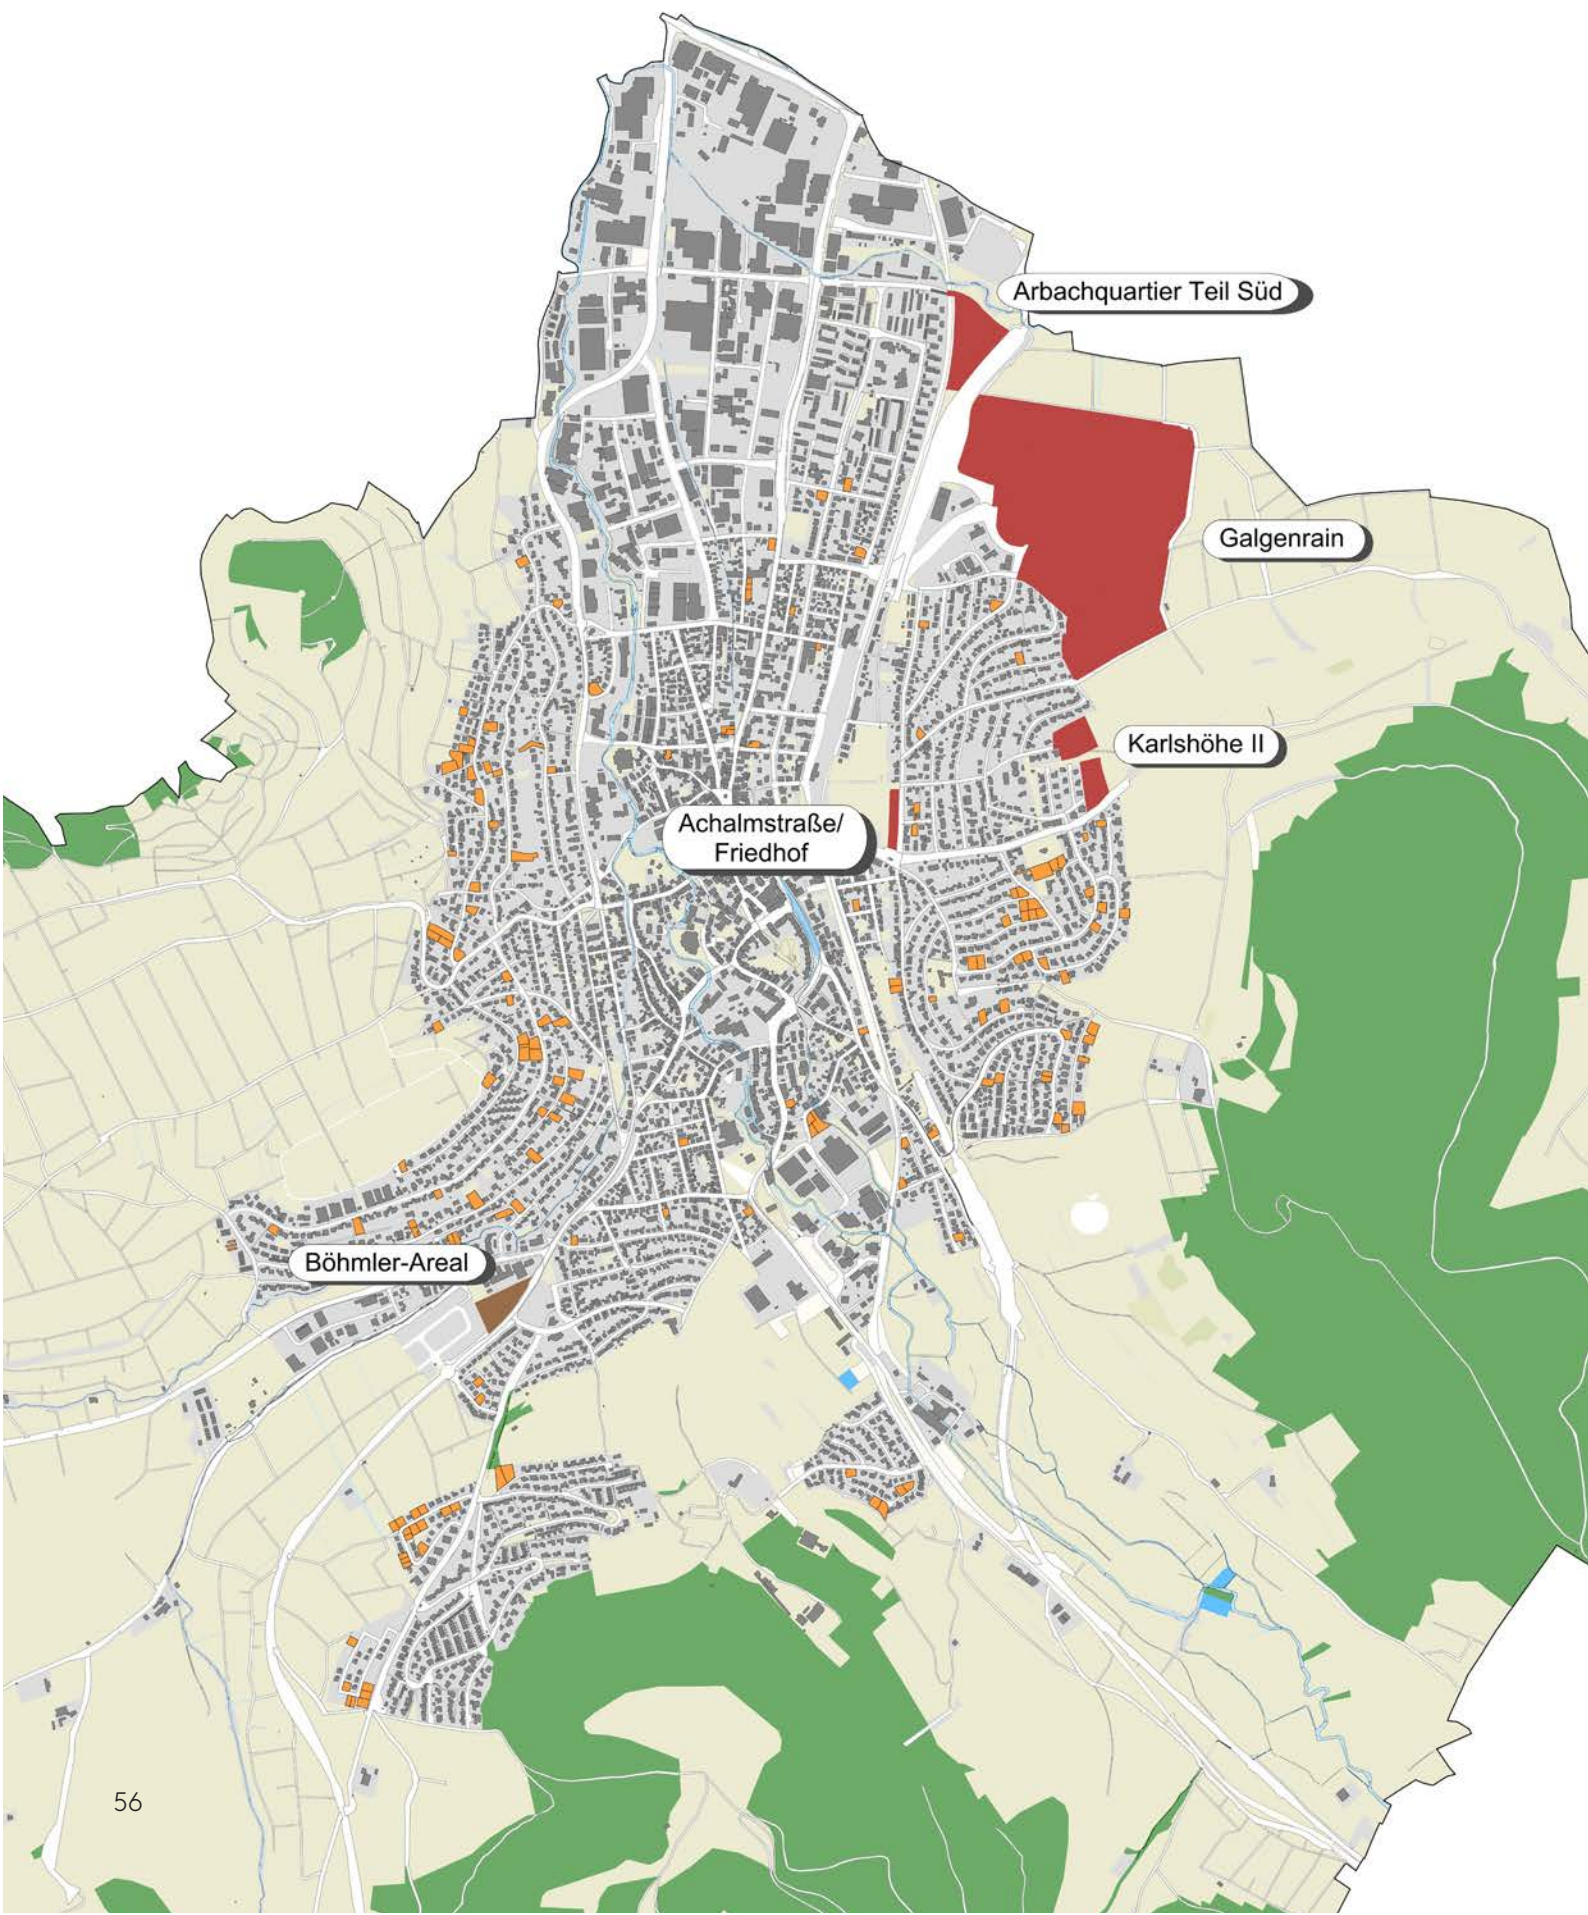 Arbachquartier Teil Süd
Galgenrain
Karlshöhe II
Achalmstraße/
Friedhof
Böhmler-Areal
56